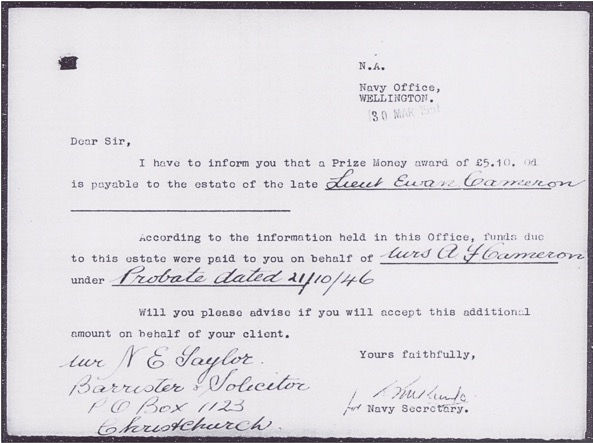 N.A.
Navy Office,
WELLINGTON.
30 MAR 1951
Dear Sir,
I have to inform you that a Prize Money award of £5.10. 0d
is payable to the estate of the late Lieut Ewan Cameron
According to the information held in this Office, funds due
to this estate were paid to you on behalf of Mrs A F Cameron
under Probate dated 21/10/46
Will you please advise if you will accept this additional
amount on behalf of your client.
Yours faithfully,
Mr N E Taylor.
Barrister & Solicitor
P O Box 1123
Christchurch.
for Navy Secretary.